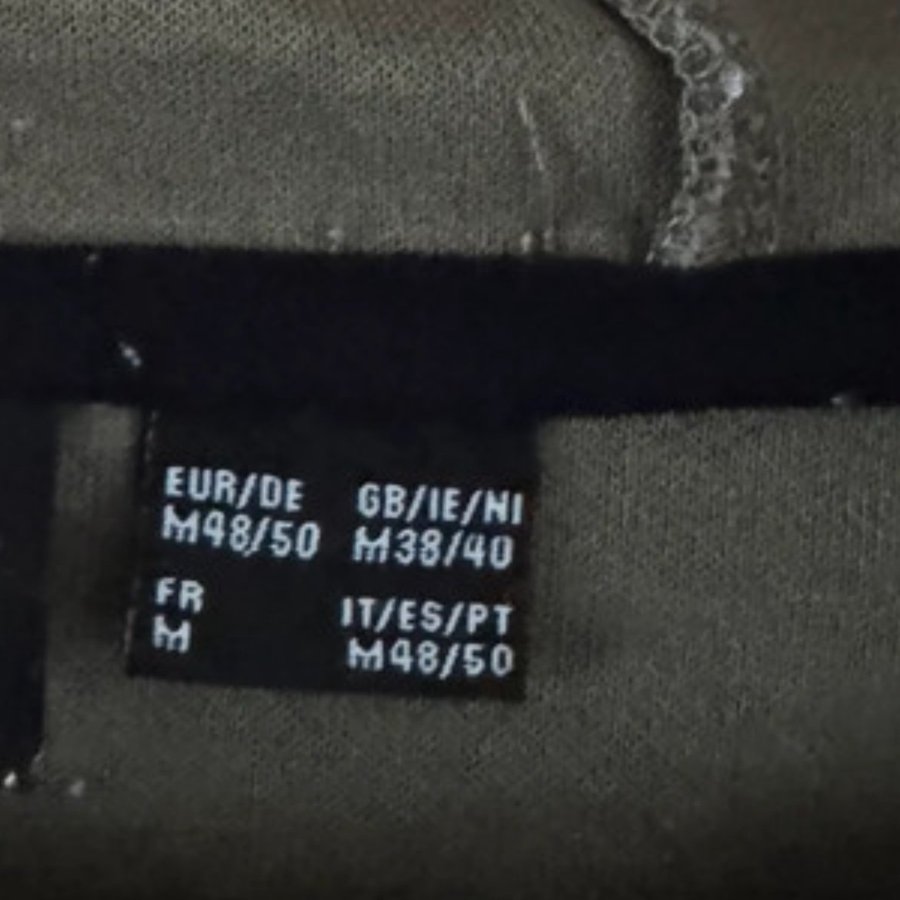 EUR/DE GB/IE/NI
M48/50 M38/40
FR IT/ES/PT
M M48/50